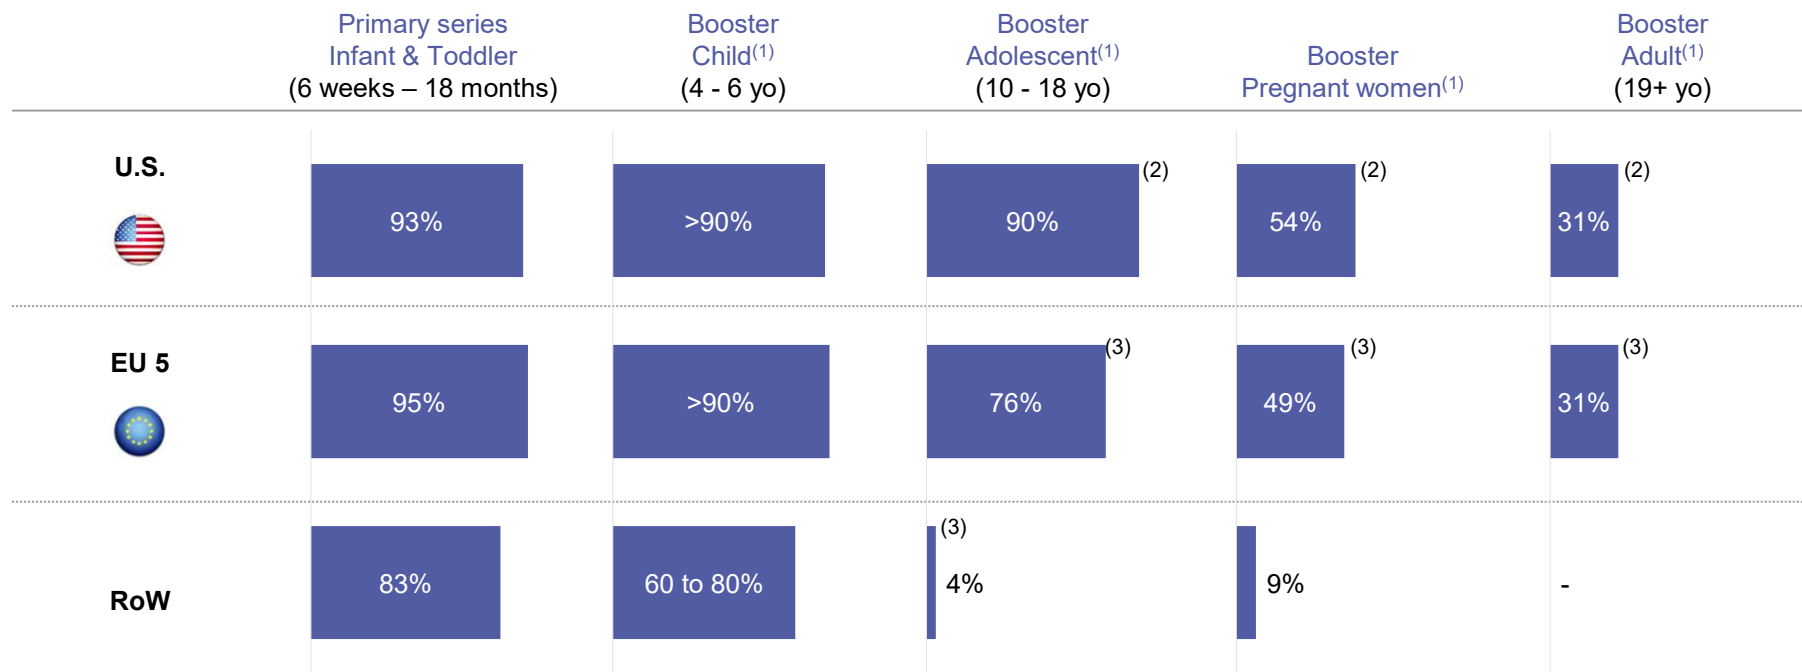 Primary series
Infant & Toddler
(6 weeks – 18 months)
Booster
Child(1)
(4 - 6 yo)
Booster
Adolescent(1)
(10 - 18 yo)
Booster
Pregnant women(1)
Booster
Adult(1)
(19+ yo)
U.S.
93%
>90%
90%
(2)
54%
(2)
31%
(2)
EU 5
95%
>90%
76%
(3)
49%
(3)
31%
(3)
RoW
83%
60 to 80%
(3)
4%
9%
-